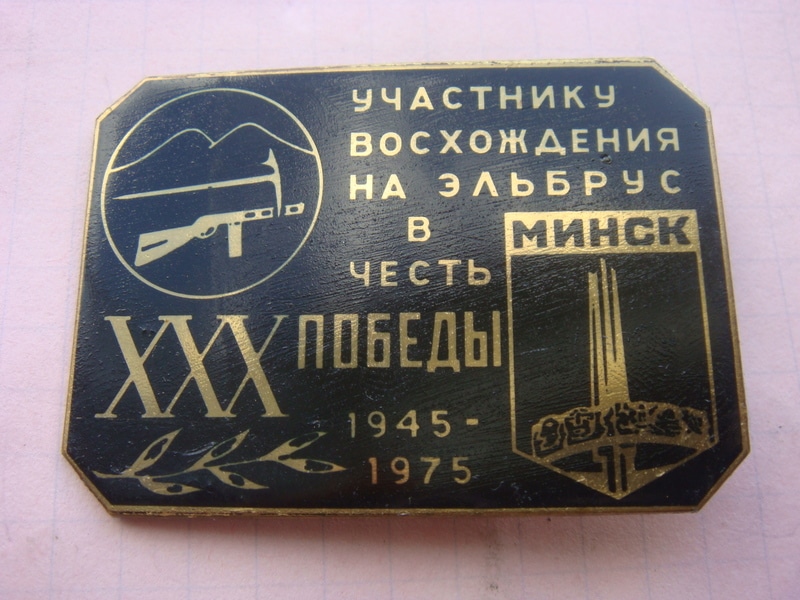 УЧАСТНИКУ
ВОСХОЖДЕНИЯ
НА ЭЛЬБРУС
В
ЧЕСТЬ
XXX ПОБЕДЫ
1945-
1975
МИНСК